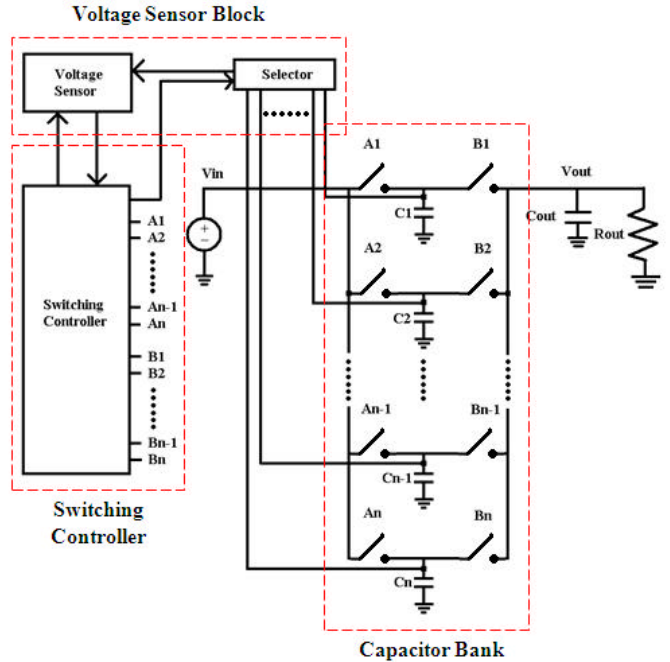 Voltage Sensor Block
Voltage
Sensor
Selector
A1
B1
Vin
Vout
C1
Cout
Rout
A1
A2
A2
B2
Switching
Controller
C2
An-1
An
B1
B2
An-1
Bn-1
Bn-1
Bn
Cn-1
An
Bn
Switching
Controller
Cn
Capacitor Bank